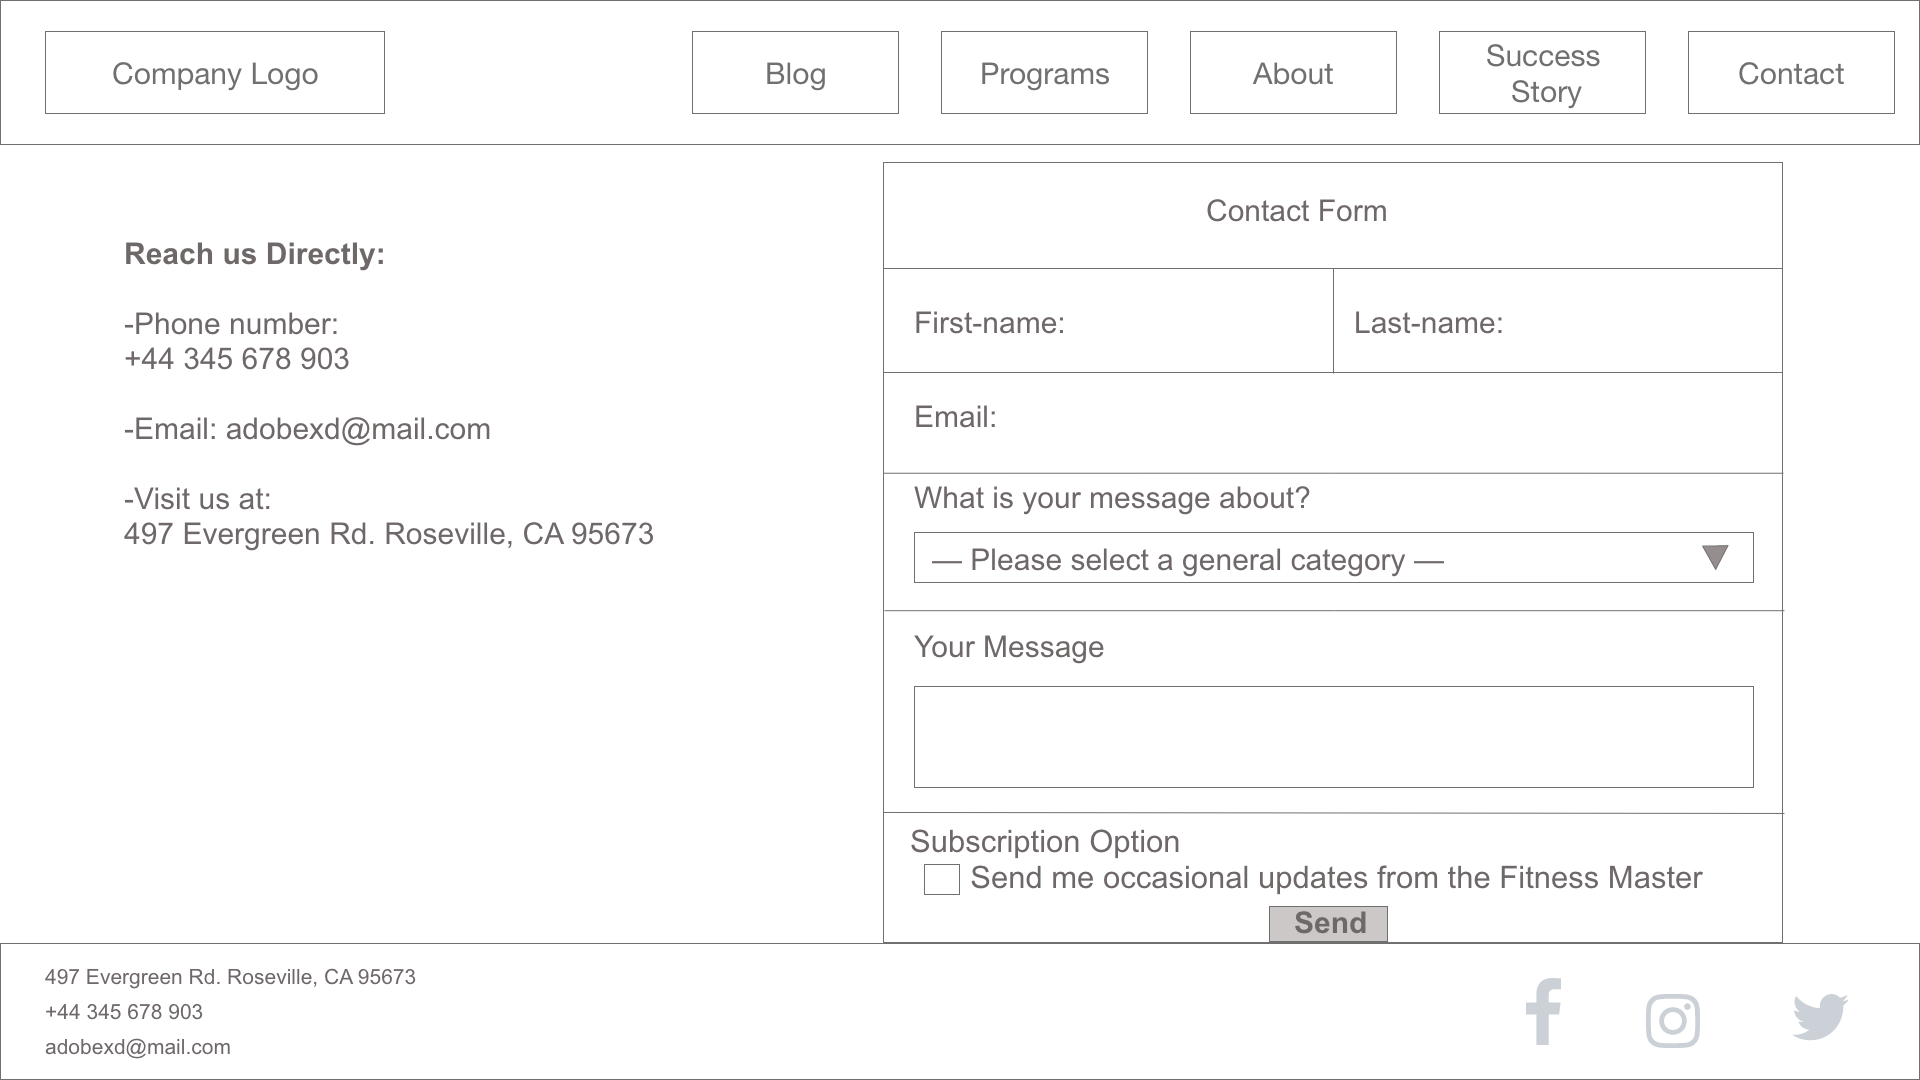 Company Logo
Blog
Programs
About
Success
Story
Contact
Reach us Directly:
-Phone number:
+44 345 678 903
-Email: adobexd@mail.com
-Visit us at:
497 Evergreen Rd. Roseville, CA 95673
Contact Form
First-name:
Last-name:
Email:
What is your message about?
— Please select a general category —
Your Message
Subscription Option
Send me occasional updates from the Fitness Master
Send
497 Evergreen Rd. Roseville, CA 95673
+44 345 678 903
adobexd@mail.com